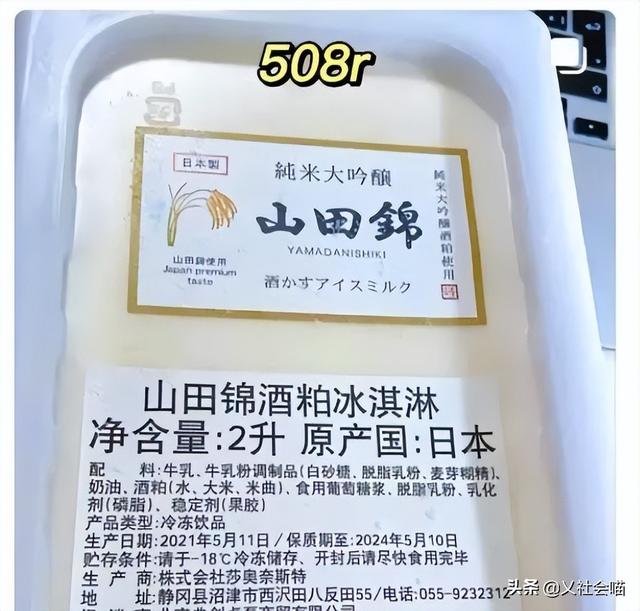 508r
日本製
純米大吟醸
山田錦
YAMADANISHIKI
酒かすアイスミルク
山田錦使用
Japan premium
taste
純米大吟醸酒粕使用
山田锦酒粕冰淇淋
净含量:2升 原产国:日本
配 料:牛乳、牛乳粉调制品(白砂糖、脱脂乳粉、麦芽糊精)、
奶油、酒粕(水、大米、米曲)、食用葡萄糖浆、脱脂乳粉、乳化
剂(磷脂)、稳定剂(果胶)
产品类型:冷冻饮品
生产日期:2021年5月11日/保质期至:2024年5月10日
贮存条件:请于-18℃冷冻储存、开封后请尽快食用完毕
生 产 商:株式会社莎奥奈斯特
地 址:静冈县沼津市西沢田八反田55/电话:055-9232312
头条 @义社会喵